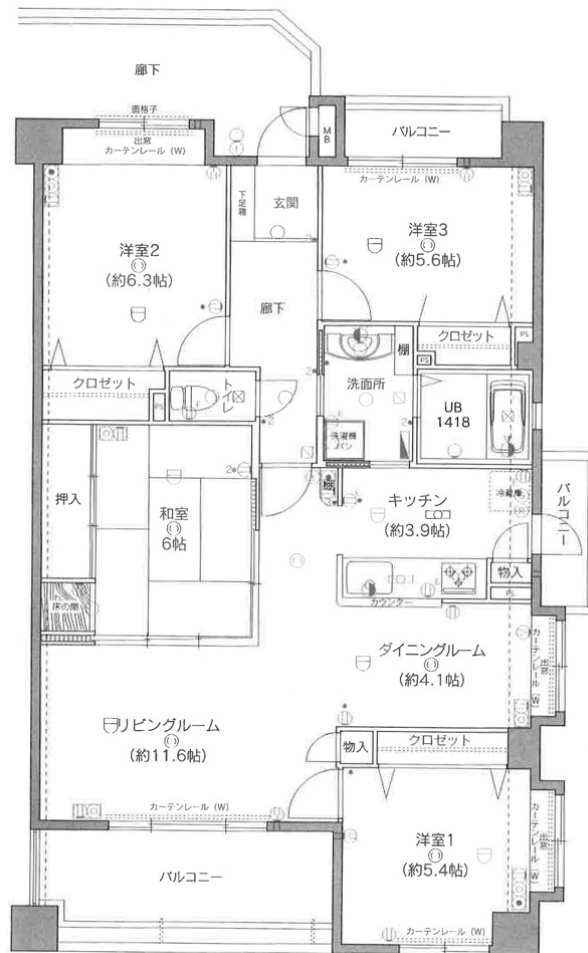 廊下
面格子
出窓
カーテンレール (W)
MB
バルコニー
カーテンレール (W)
下足箱
玄関
洋室2
(約6.3帖)
洋室3
(約5.6帖)
廊下
クロゼット
PS
棚
洗面所
クロゼット
PS
PS
トイレ
洗濯機
パン
UB
1418
押入
和室
6帖
床の間
棚
キッチン
(約3.9帖)
冷蔵庫
バルコニー
物入
PS
カウンター
ダイニングルーム
(約4.1帖)
カーテンレール (W)
出窓
リビングルーム
(約11.6帖)
物入
クロゼット
カーテンレール (W)
バルコニー
洋室1
(約5.4帖)
カーテンレール (W)
出窓
カーテンレール (W)